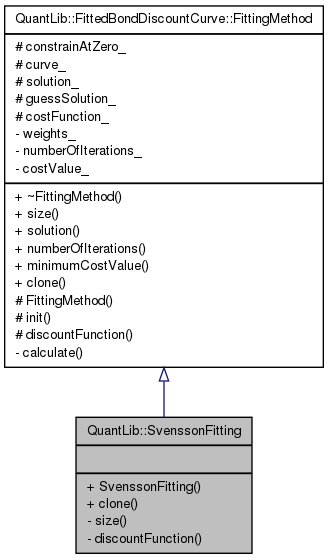 QuantLib::FittedBondDiscountCurve::FittingMethod
# constrainAtZero_
# curve_
# solution_
# guessSolution_
# costFunction_
- weights_
- numberOfIterations_
- costValue_
+ ~FittingMethod()
+ size()
+ solution()
+ numberOfIterations()
+ minimumCostValue()
+ clone()
# FittingMethod()
# init()
# discountFunction()
- calculate()
QuantLib::SvenssonFitting
+ SvenssonFitting()
+ clone()
- size()
- discountFunction()